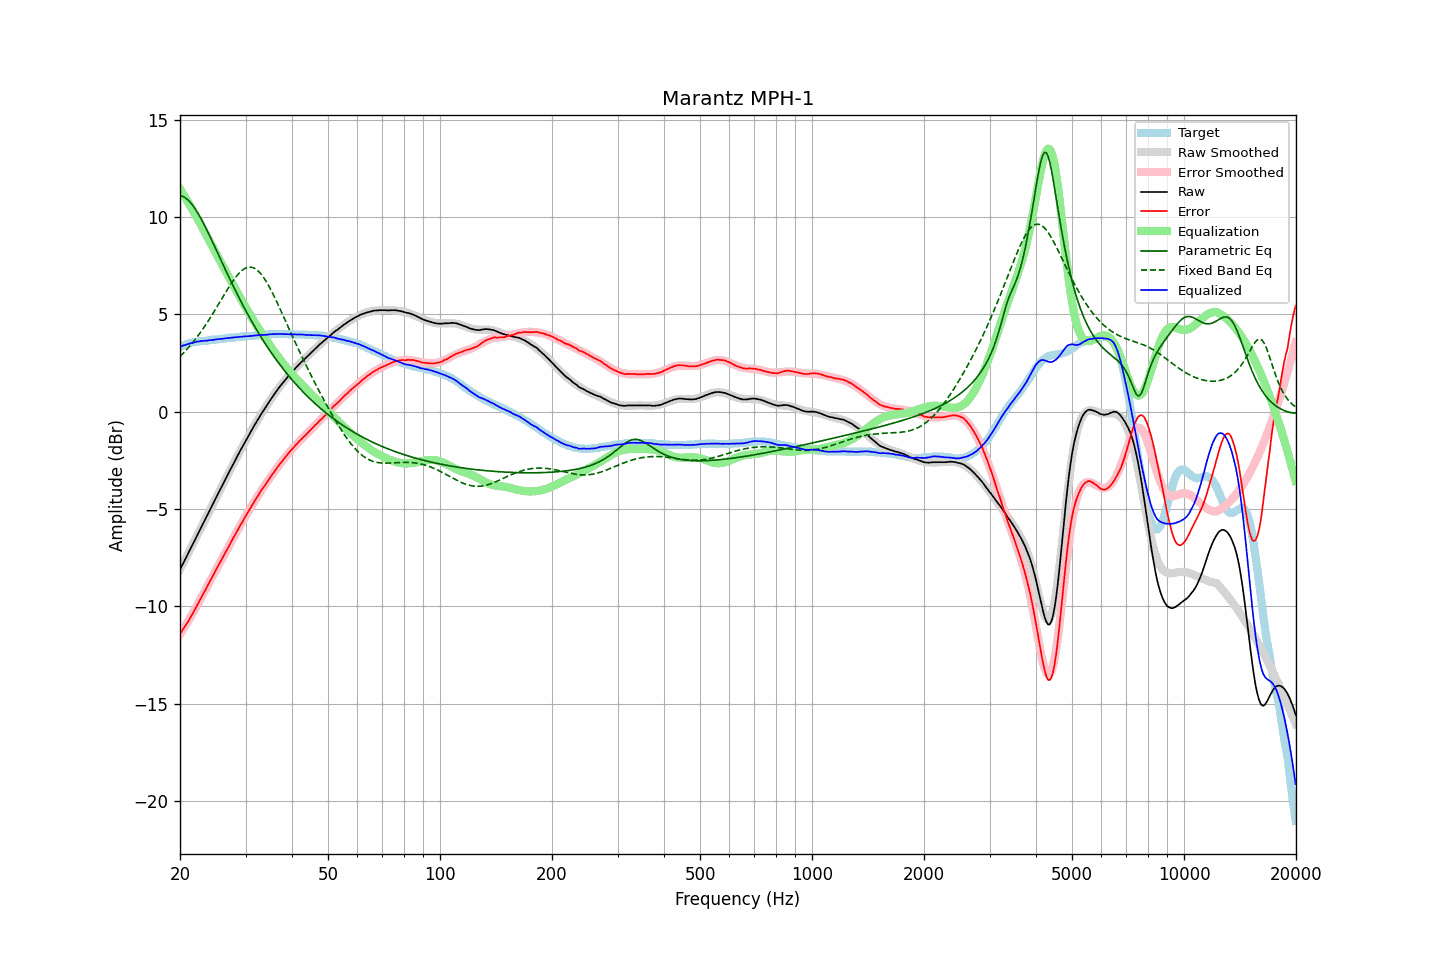 Marantz MPH-1
Amplitude (dBr)
15
10
5
0
−5
−10
−15
−20
20
50
100
200
500
1000
2000
5000
10000
20000
Frequency (Hz)
Target
Raw Smoothed
Error Smoothed
Raw
Error
Equalization
Parametric Eq
Fixed Band Eq
Equalized